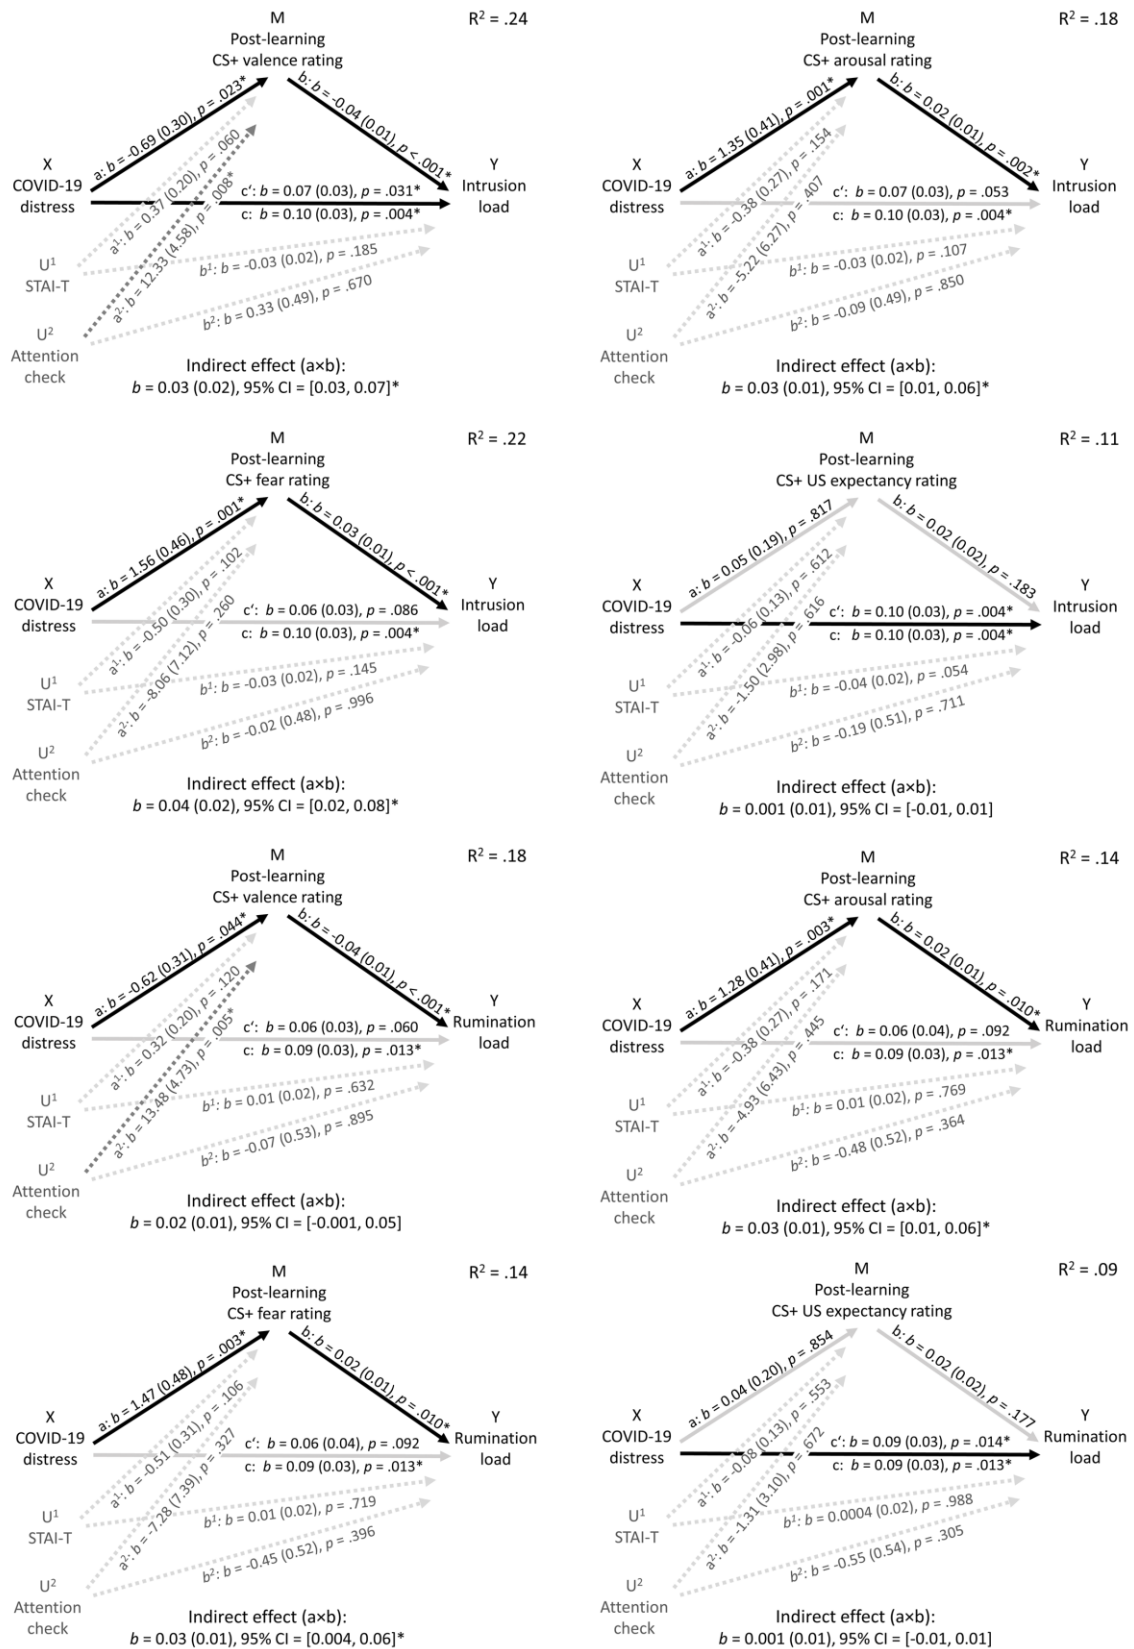 M
R² = .24
Post-learning
CS+ valence rating
a: b = -0.69 (0.30), p = .023*
b: b = -0.04 (0.01), p < .001*
X
COVID-19
distress
Y
Intrusion
load
c‘: b = 0.07 (0.03), p = .031*
c: b = 0.10 (0.03), p = .004*
a¹: b = 0.37 (0.20), p = .060
a²: b = 12.33 (4.58), p = .008*
b¹: b = -0.03 (0.02), p = .185
b²: b = 0.33 (0.49), p = .670
U¹
STAI-T
U²
Attention
check
Indirect effect (a×b):
b = 0.03 (0.02), 95% CI = [0.03, 0.07]*
M
R² = .18
Post-learning
CS+ arousal rating
a: b = 1.35 (0.41), p = .001*
b: b = 0.02 (0.01), p = .002*
X
COVID-19
distress
Y
Intrusion
load
c‘: b = 0.07 (0.03), p = .053
c: b = 0.10 (0.03), p = .004*
a¹: b = -0.38 (0.27), p = .154
a²: b = -5.22 (6.27), p = .407
b¹: b = -0.03 (0.02), p = .107
b²: b = -0.09 (0.49), p = .850
U¹
STAI-T
U²
Attention
check
Indirect effect (a×b):
b = 0.03 (0.01), 95% CI = [0.01, 0.06]*
M
R² = .22
Post-learning
CS+ fear rating
a: b = 1.56 (0.46), p = .001*
b: b = 0.03 (0.01), p < .001*
X
COVID-19
distress
Y
Intrusion
load
c‘: b = 0.06 (0.03), p = .086
c: b = 0.10 (0.03), p = .004*
a¹: b = -0.50 (0.30), p = .102
a²: b = -8.06 (7.12), p = .260
b¹: b = -0.03 (0.02), p = .145
b²: b = -0.02 (0.48), p = .996
U¹
STAI-T
U²
Attention
check
Indirect effect (a×b):
b = 0.04 (0.02), 95% CI = [0.02, 0.08]*
M
R² = .11
Post-learning
CS+ US expectancy rating
a: b = 0.05 (0.19), p = .817
b: b = 0.02 (0.02), p = .183
X
COVID-19
distress
Y
Intrusion
load
c‘: b = 0.10 (0.03), p = .004*
c: b = 0.10 (0.03), p = .004*
a¹: b = -0.06 (0.13), p = .612
a²: b = -1.50 (2.98), p = .616
b¹: b = -0.04 (0.02), p = .054
b²: b = -0.19 (0.51), p = .711
U¹
STAI-T
U²
Attention
check
Indirect effect (a×b):
b = 0.001 (0.01), 95% CI = [-0.01, 0.01]
M
R² = .18
Post-learning
CS+ valence rating
a: b = -0.62 (0.31), p = .044*
b: b = -0.04 (0.01), p < .001*
X
COVID-19
distress
Y
Rumination
load
c‘: b = 0.06 (0.03), p = .060
c: b = 0.09 (0.03), p = .013*
a¹: b = 0.32 (0.20), p = .120
a²: b = 13.48 (4.73), p = .005*
b¹: b = 0.01 (0.02), p = .632
b²: b = -0.07 (0.53), p = .895
U¹
STAI-T
U²
Attention
check
Indirect effect (a×b):
b = 0.02 (0.01), 95% CI = [-0.001, 0.05]
M
R² = .14
Post-learning
CS+ arousal rating
a: b = 1.28 (0.41), p = .003*
b: b = 0.02 (0.01), p = .010*
X
COVID-19
distress
Y
Rumination
load
c‘: b = 0.06 (0.04), p = .092
c: b = 0.09 (0.03), p = .013*
a¹: b = -0.38 (0.27), p = .171
a²: b = -4.93 (6.43), p = .445
b¹: b = 0.01 (0.02), p = .769
b²: b = -0.48 (0.52), p = .364
U¹
STAI-T
U²
Attention
check
Indirect effect (a×b):
b = 0.03 (0.01), 95% CI = [0.01, 0.06]*
M
R² = .14
Post-learning
CS+ fear rating
a: b = 1.47 (0.48), p = .003*
b: b = 0.02 (0.01), p = .010*
X
COVID-19
distress
Y
Rumination
load
c‘: b = 0.06 (0.04), p = .092
c: b = 0.09 (0.03), p = .013*
a¹: b = -0.51 (0.31), p = .106
a²: b = -7.28 (7.39), p = .327
b¹: b = 0.01 (0.02), p = .719
b²: b = -0.45 (0.52), p = .396
U¹
STAI-T
U²
Attention
check
Indirect effect (a×b):
b = 0.03 (0.01), 95% CI = [0.004, 0.06]*
M
R² = .09
Post-learning
CS+ US expectancy rating
a: b = 0.04 (0.20), p = .854
b: b = 0.02 (0.02), p = .177
X
COVID-19
distress
Y
Rumination
load
c‘: b = 0.09 (0.03), p = .014*
c: b = 0.09 (0.03), p = .013*
a¹: b = -0.08 (0.13), p = .553
a²: b = -1.31 (3.10), p = .672
b¹: b = 0.0004 (0.02), p = .988
b²: b = -0.55 (0.54), p = .305
U¹
STAI-T
U²
Attention
check
Indirect effect (a×b):
b = 0.001 (0.01), 95% CI = [-0.01, 0.01]